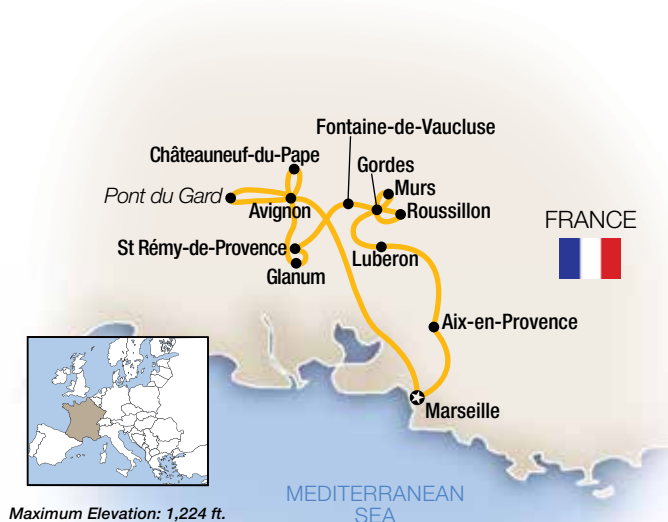 Fontaine-de-Vaucluse
Châteauneuf-du-Pape
Gordes
Murs
Pont du Gard
Avignon
Roussillon
FRANCE
St Rémy-de-Provence
Luberon
Glanum
Aix-en-Provence
Marseille
MEDITERRANEAN
SEA
Maximum Elevation: 1,224 ft.